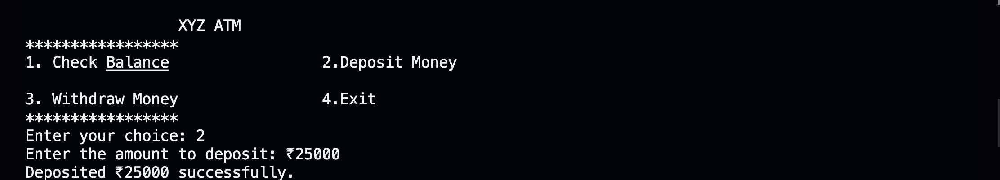 XYZ ATM
*****************
1. Check Balance 2.Deposit Money
3. Withdraw Money 4.Exit
*****************
Enter your choice: 2
Enter the amount to deposit: ₹25000
Deposited ₹25000 successfully.